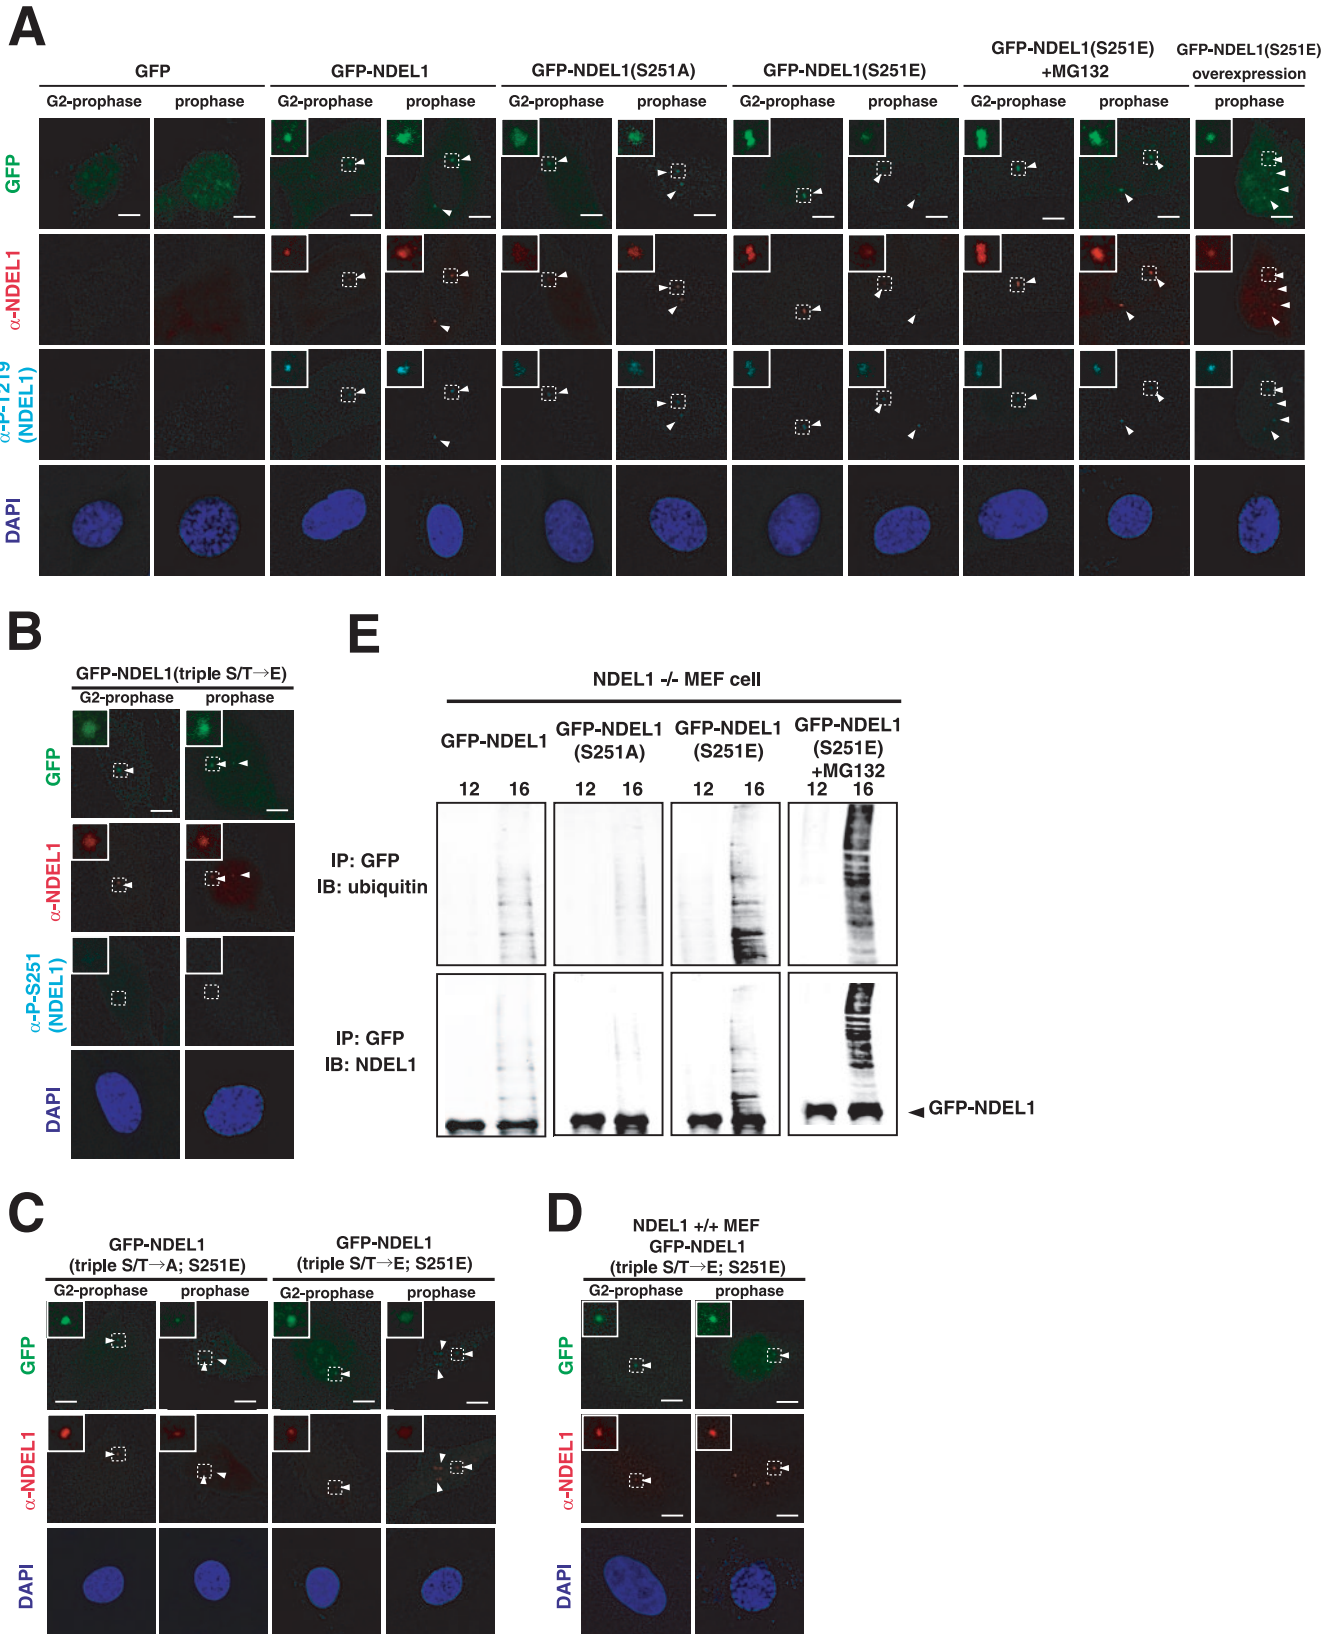 A
GFP
GFP-NDEL1
GFP-NDEL1(S251A)
GFP-NDEL1(S251E)
GFP-NDEL1(S251E)
+MG132
GFP-NDEL1(S251E)
overexpression
G2-prophase
prophase
G2-prophase
prophase
G2-prophase
prophase
G2-prophase
prophase
G2-prophase
prophase
prophase
GFP
α-NDEL1
α-P-T219
(NDEL1)
DAPI
B
GFP-NDEL1(triple S/T→E)
G2-prophase
prophase
GFP
α-NDEL1
α-P-S251
(NDEL1)
DAPI
E
NDEL1 -/- MEF cell
GFP-NDEL1
GFP-NDEL1
(S251A)
GFP-NDEL1
(S251E)
GFP-NDEL1
(S251E)
+MG132
12 16 12 16 12 16 12 16
IP: GFP
IB: ubiquitin
IP: GFP
IB: NDEL1
GFP-NDEL1
C
GFP-NDEL1
(triple S/T→A; S251E)
GFP-NDEL1
(triple S/T→E; S251E)
G2-prophase
prophase
G2-prophase
prophase
GFP
α-NDEL1
DAPI
D
NDEL1 +/+ MEF
GFP-NDEL1
(triple S/T→E; S251E)
G2-prophase
prophase
GFP
α-NDEL1
DAPI